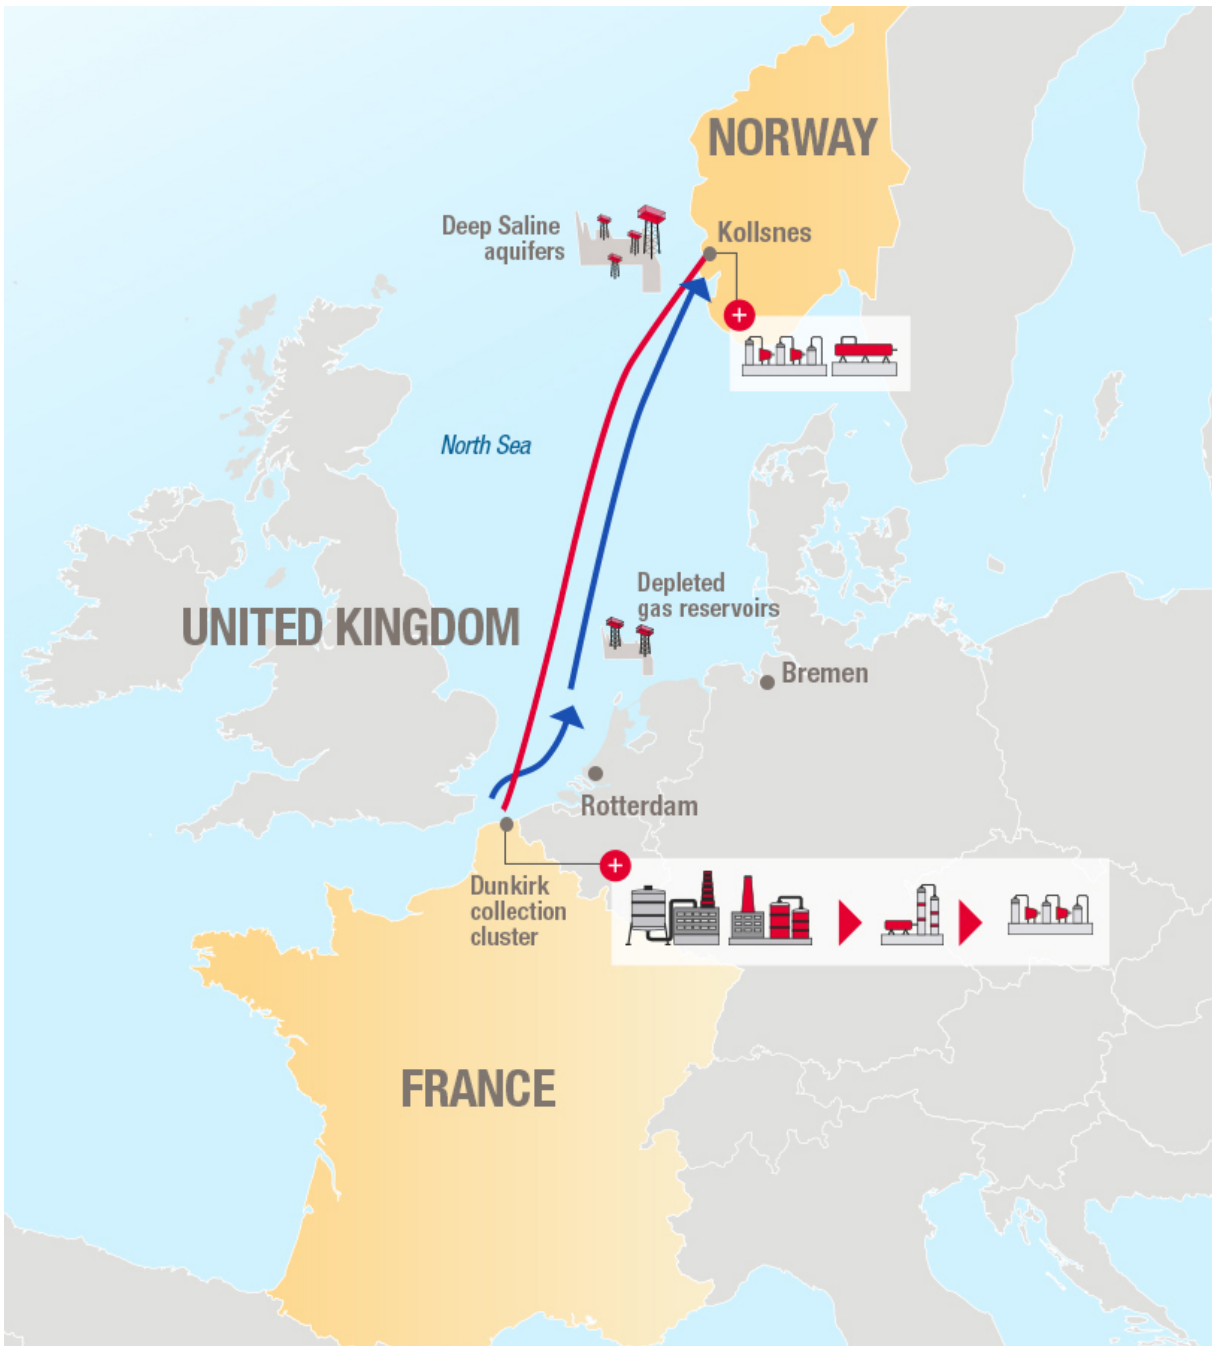 NORWAY
Deep Saline
aquifers
Kollsnes
+
North Sea
Depleted
gas reservoirs
UNITED KINGDOM
Bremen
Rotterdam
+
Dunkirk
collection
cluster
FRANCE